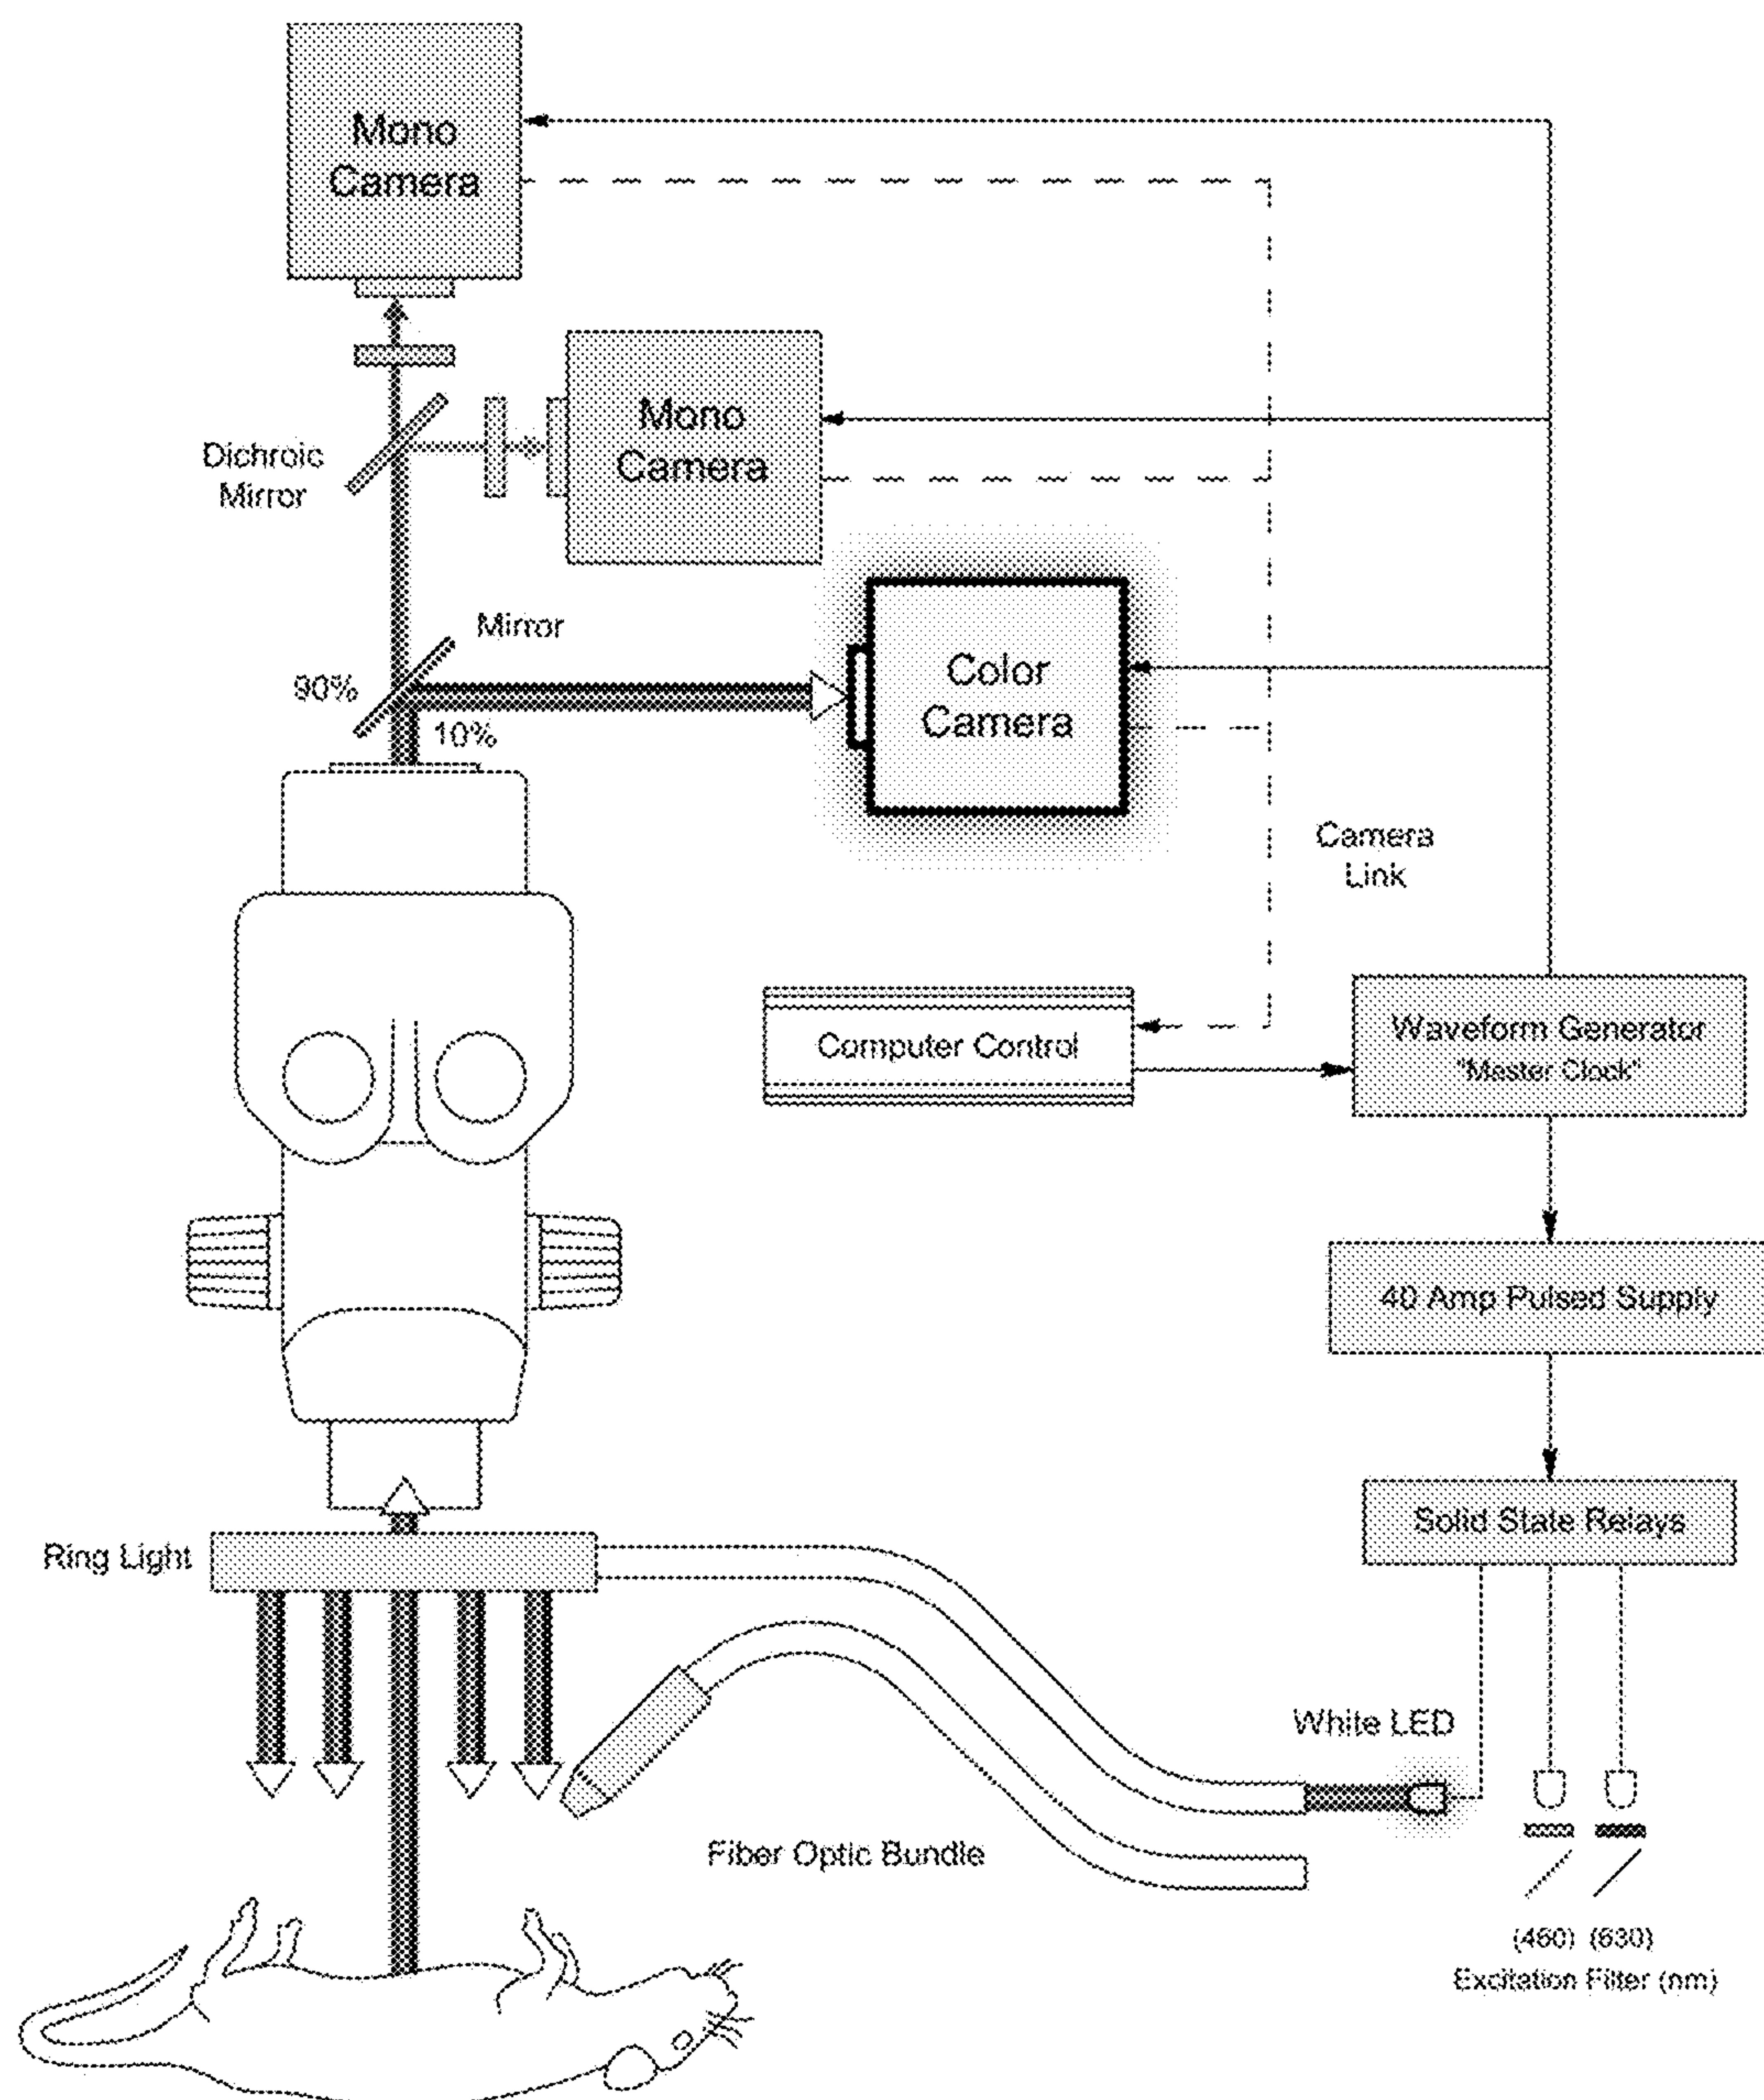 Mono
Camera
Mono
Camera
Dichroic
Mirror
Mirror
90%
10%
Color
Camera
Camera
Link
Computer Control
Waveform Generator
"Master Clock"
40 Amp Pulsed Supply
Solid State Relays
Ring Light
White LED
Fiber Optic Bundle
(460) (630)
Excitation Filter (nm)